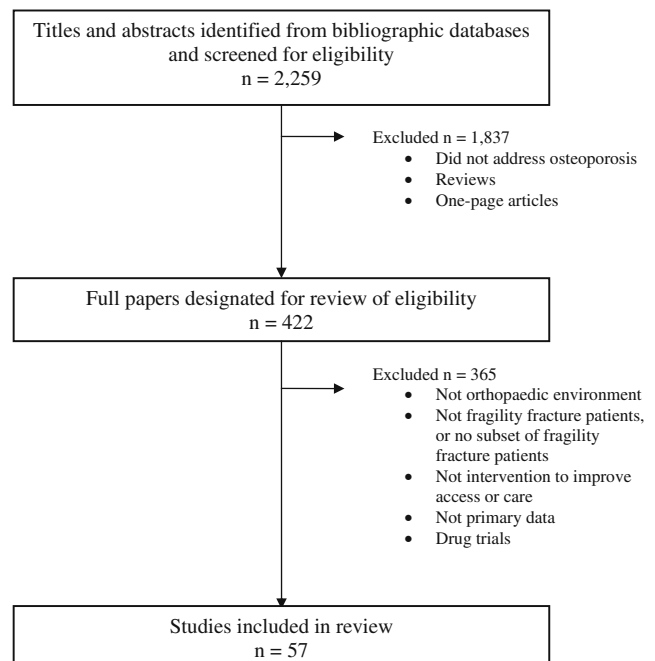 Titles and abstracts identified from bibliographic databases
and screened for eligibility
n = 2,259
Excluded n = 1,837
• Did not address osteoporosis
• Reviews
• One-page articles
Full papers designated for review of eligibility
n = 422
Excluded n = 365
• Not orthopaedic environment
• Not fragility fracture patients,
or no subset of fragility
fracture patients
• Not intervention to improve
access or care
• Not primary data
• Drug trials
Studies included in review
n = 57